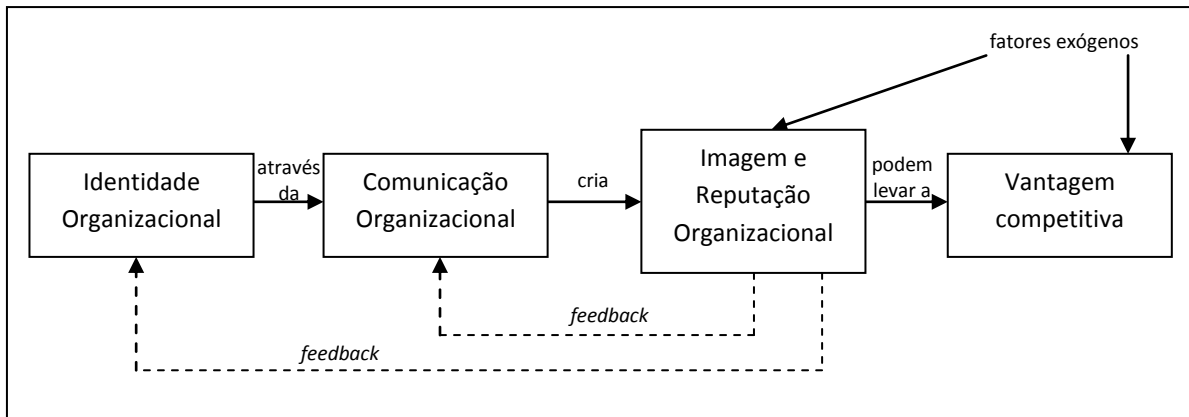 fatores exógenos
Identidade
Organizacional
através
da
Comunicação
Organizacional
cria
Imagem e
Reputação
Organizacional
podem
levar a
Vantagem
competitiva
feedback
feedback